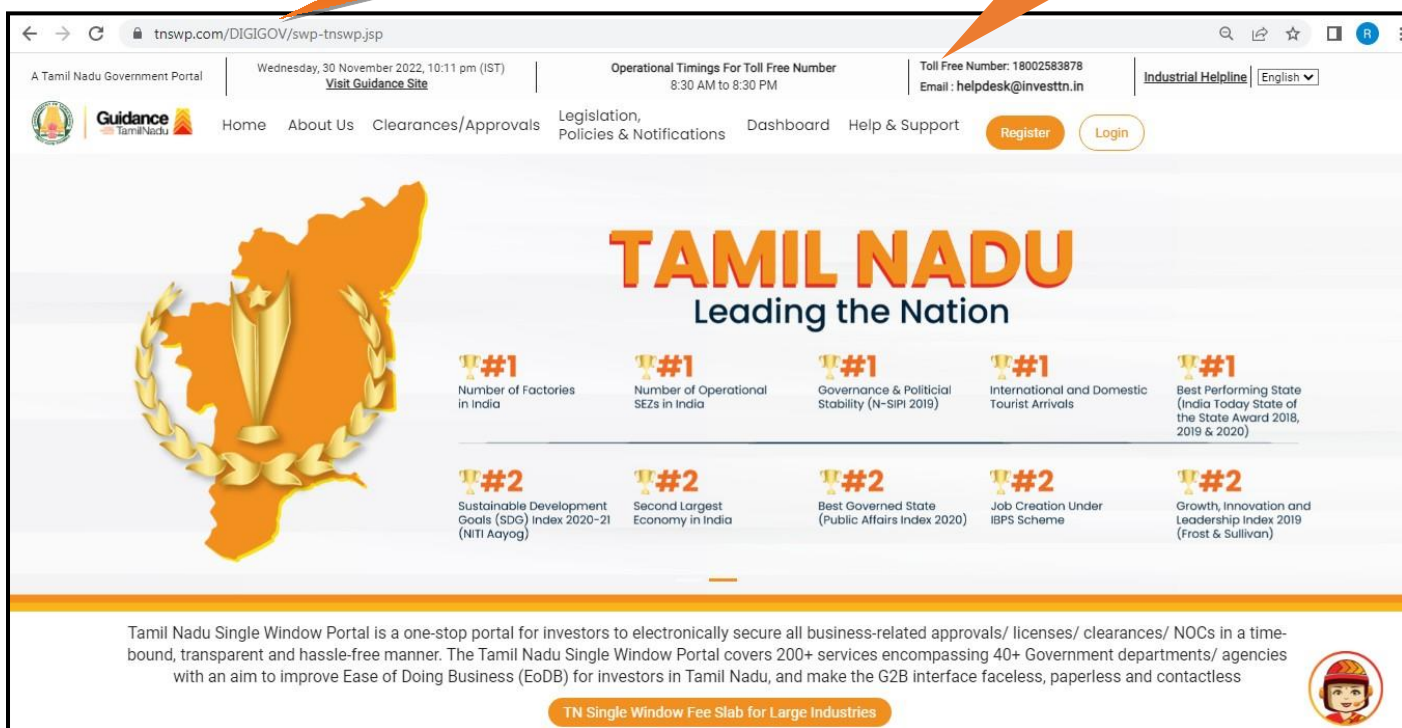 tnswp.com/DIGIGOV/swp-tnswp.jsp
R
A Tamil Nadu Government Portal
Wednesday, 30 November 2022, 10:11 pm (IST)
Visit Guidance Site
Operational Timings For Toll Free Number
8:30 AM to 8:30 PM
Toll Free Number: 18002583878
Email : helpdesk@investtn.in
Industrial Helpline
English
Guidance
TamilNadu
Home
About Us
Clearances/Approvals
Legislation,
Policies & Notifications
Dashboard
Help & Support
Register
Login
TAMIL NADU
Leading the Nation
#1
Number of Factories
in India
#1
Number of Operational
SEZs in India
#1
Governance & Politicial
Stability (N-SIPI 2019)
#1
International and Domestic
Tourist Arrivals
#1
Best Performing State
(India Today State of
the State Award 2018,
2019 & 2020)
#2
Sustainable Development
Goals (SDG) Index 2020-21
(NITI Aayog)
#2
Second Largest
Economy in India
#2
Best Governed State
(Public Affairs Index 2020)
#2
Job Creation Under
IBPS Scheme
#2
Growth, Innovation and
Leadership Index 2019
(Frost & Sullivan)
Tamil Nadu Single Window Portal is a one-stop portal for investors to electronically secure all business-related approvals/ licenses/ clearances/ NOCs in a time-
bound, transparent and hassle-free manner. The Tamil Nadu Single Window Portal covers 200+ services encompassing 40+ Government departments/ agencies
with an aim to improve Ease of Doing Business (EoDB) for investors in Tamil Nadu, and make the G2B interface faceless, paperless and contactless
TN Single Window Fee Slab for Large Industries